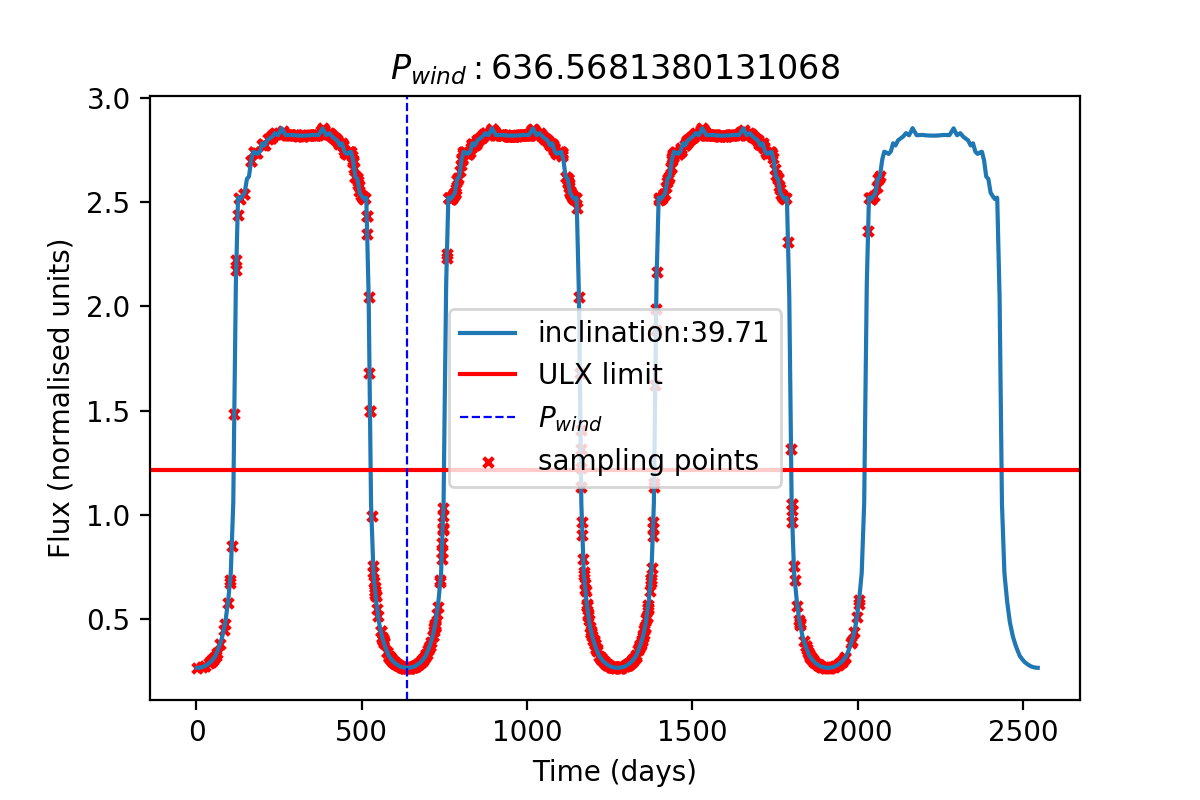 P_wind : 636.5681380131068
3.0
2.5
2.0
1.5
1.0
0.5
Flux (normalised units)
inclination:39.71
ULX limit
P_wind
sampling points
0 500 1000 1500 2000 2500
Time (days)